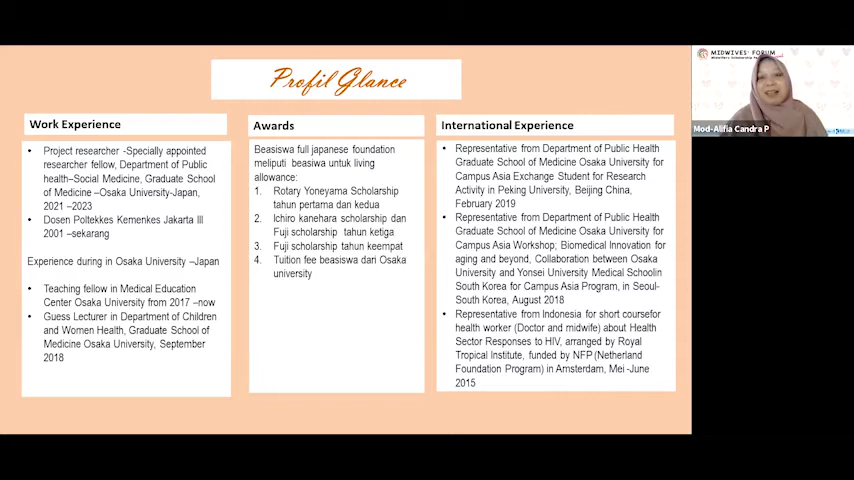 Profil Glance
Work Experience
• Project researcher -Specially appointed
researcher fellow, Department of Public
health–Social Medicine, Graduate School
of Medicine –Osaka University-Japan,
2021 –2023
• Dosen Poltekkes Kemenkes Jakarta III
2001 –sekarang
Experience during in Osaka University –Japan
• Teaching fellow in Medical Education
Center Osaka University from 2017 –now
• Guess Lecturer in Department of Children
and Women Health, Graduate School of
Medicine Osaka University, September
2018
Awards
Beasiswa full japanese foundation
meliputi beasiwa untuk living
allowance:
1. Rotary Yoneyama Scholarship
tahun pertama dan kedua
2. Ichiro kanehara scholarship dan
Fuji scholarship tahun ketiga
3. Fuji scholarship tahun keempat
4. Tuition fee beasiswa dari Osaka
university
International Experience
• Representative from Department of Public Health
Graduate School of Medicine Osaka University for
Campus Asia Exchange Student for Research
Activity in Peking University, Beijing China,
February 2019
• Representative from Department of Public Health
Graduate School of Medicine Osaka University for
Campus Asia Workshop; Biomedical Innovation for
aging and beyond, Collaboration between Osaka
University and Yonsei University Medical Schoolin
South Korea for Campus Asia Program, in Seoul-
South Korea, August 2018
• Representative from Indonesia for short coursefor
health worker (Doctor and midwife) about Health
Sector Responses to HIV, arranged by Royal
Tropical Institute, funded by NFP (Netherland
Foundation Program) in Amsterdam, Mei -June
2015
MIDWIVES' FORUM
Mod-Alifia Candra P